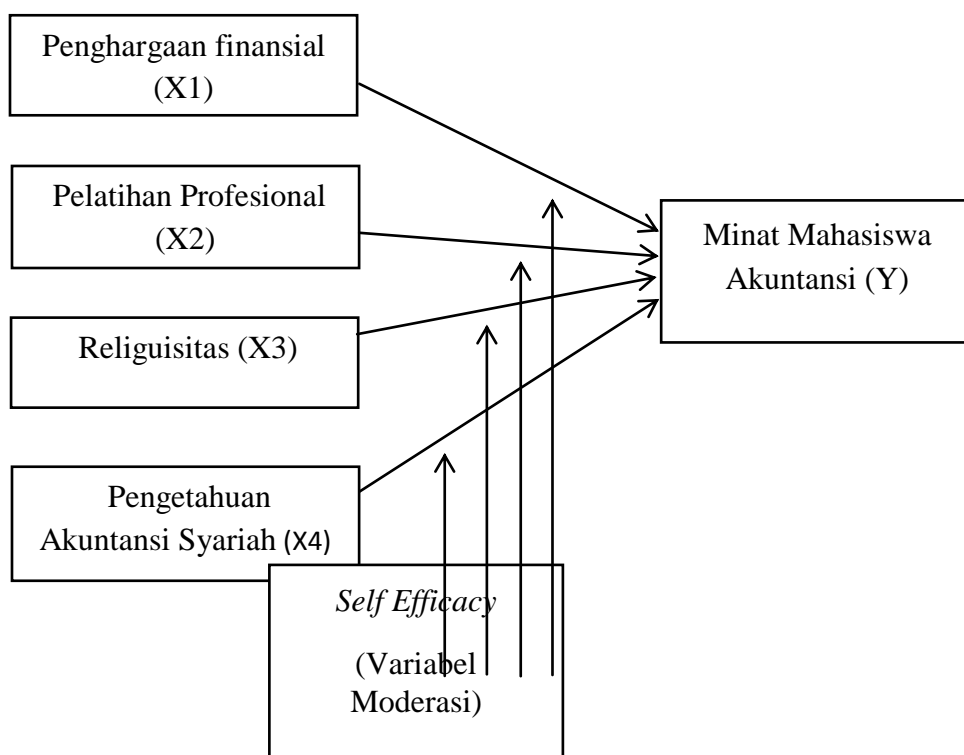 Penghargaan finansial
(X1)
Pelatihan Profesional
(X2)
Religuisitas (X3)
Pengetahuan
Akuntansi Syariah (X4)
Minat Mahasiswa
Akuntansi (Y)
Self Efficacy
(Variabel
Moderasi)